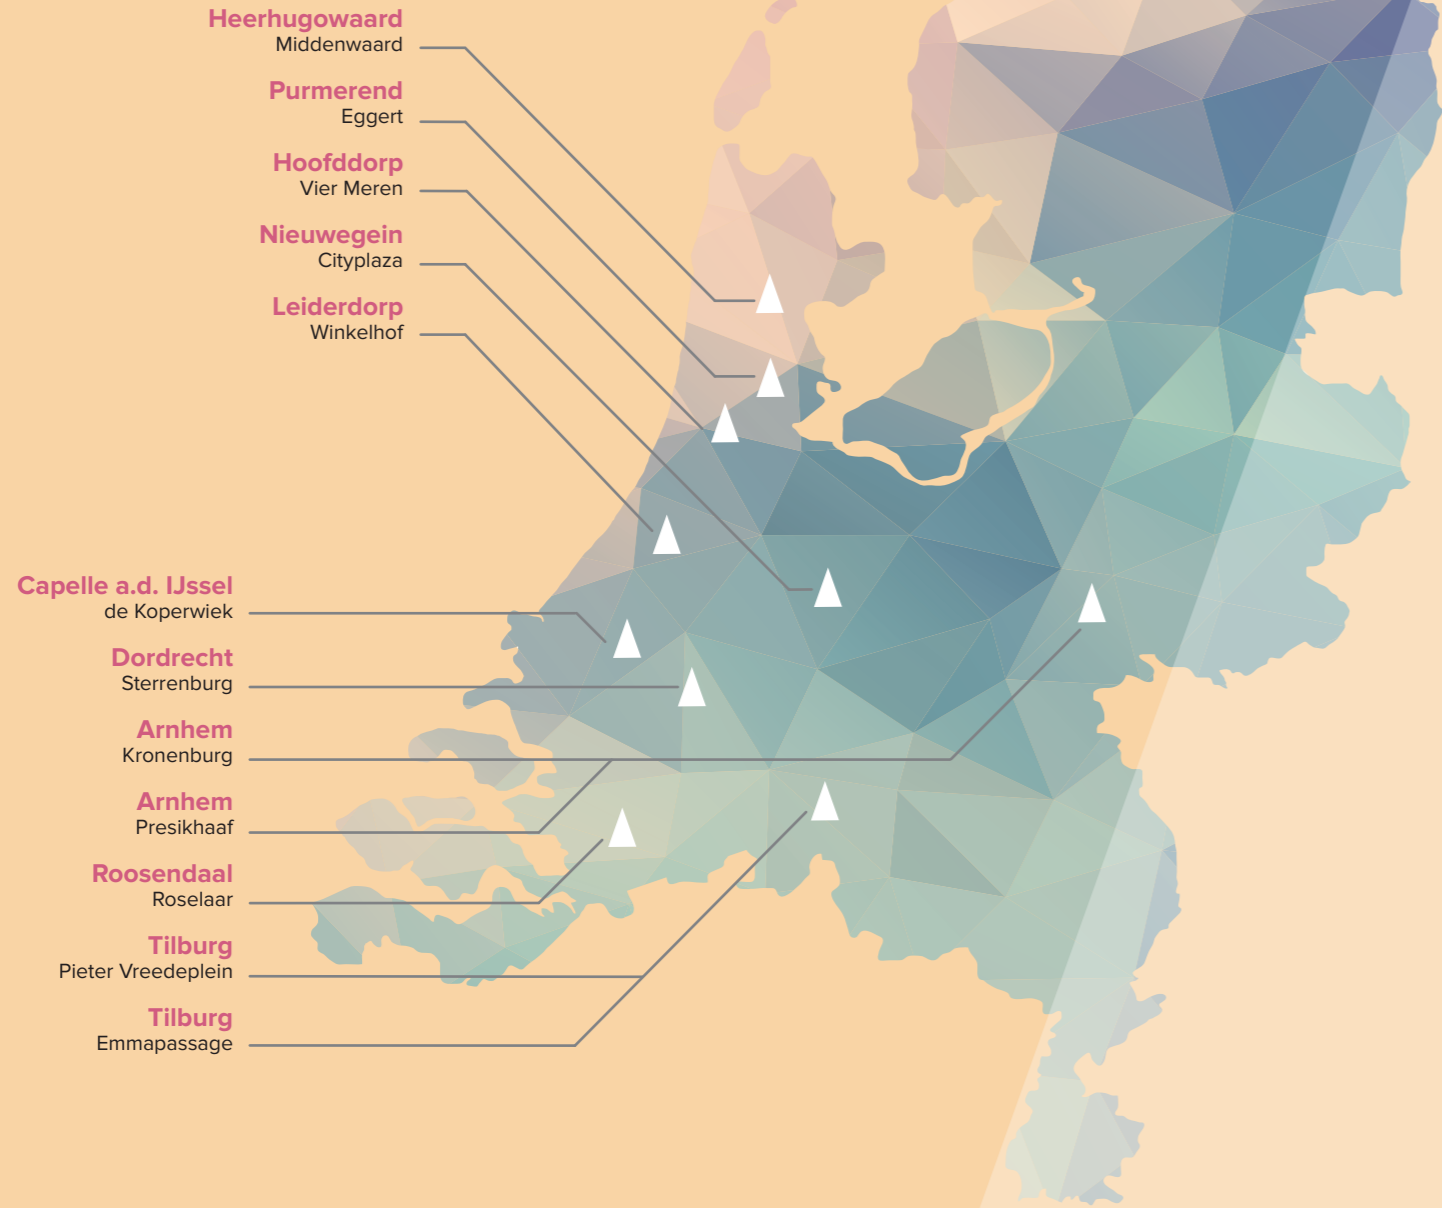 Heerhugowaard
Middenwaard
Purmerend
Eggert
Hoofddorp
Vier Meren
Nieuwegein
Cityplaza
Leiderdorp
Winkelhof
Capelle a.d. IJssel
de Koperwiek
Dordrecht
Sterrenburg
Arnhem
Kronenburg
Arnhem
Presikhaaf
Roosendaal
Roselaar
Tilburg
Pieter Vreedeplein
Tilburg
Emmapassage